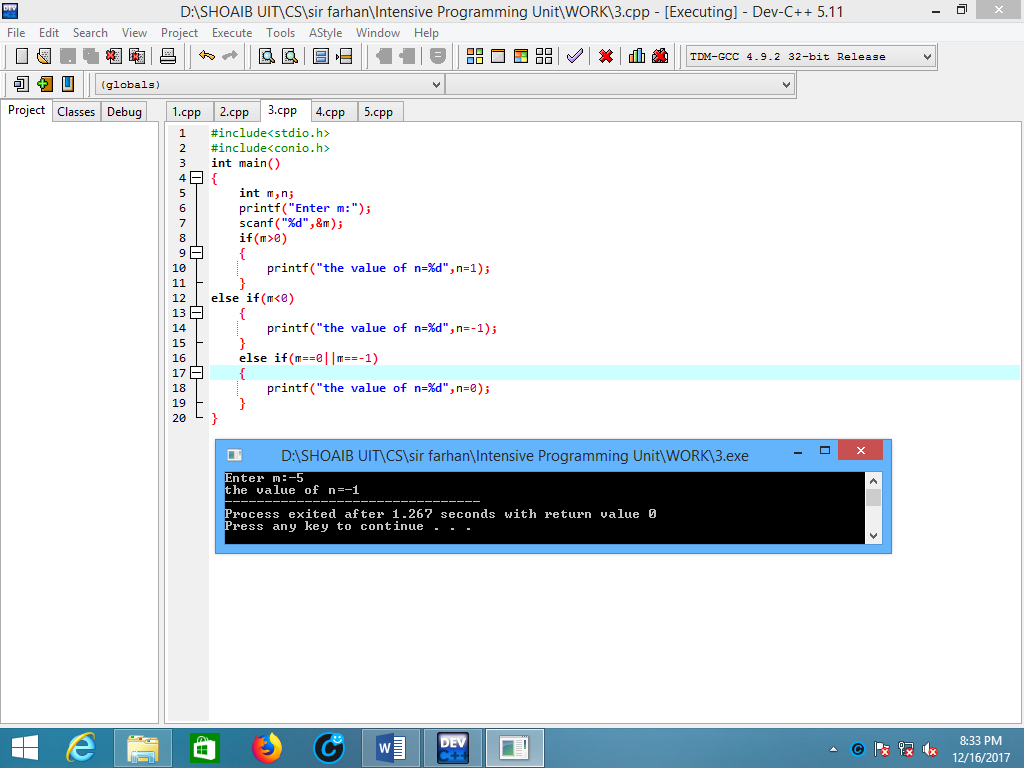 D:\SHOAIB UIT\CS\sir farhan\Intensive Programming Unit\WORK\3.cpp - [Executing] - Dev-C++ 5.11
File Edit Search View Project Execute Tools AStyle Window Help
TDM-GCC 4.9.2 32-bit Release
(globals)
Project Classes Debug 1.cpp 2.cpp 3.cpp 4.cpp 5.cpp
1 #include<stdio.h>
2 #include<conio.h>
3 int main()
4 {
5 int m,n;
6 printf("Enter m:");
7 scanf("%d",&m);
8 if(m>0)
9 {
10 printf("the value of n=%d",n=1);
11 }
12 else if(m<0)
13 {
14 printf("the value of n=%d",n=-1);
15 }
16 else if(m==0||m==-1)
17 {
18 printf("the value of n=%d",n=0);
19 }
20 }
D:\SHOAIB UIT\CS\sir farhan\Intensive Programming Unit\WORK\3.exe
Enter m:-5
the value of n=-1
--------------------------------
Process exited after 1.267 seconds with return value 0
Press any key to continue . . .
W DEV C++
8:33 PM
12/16/2017